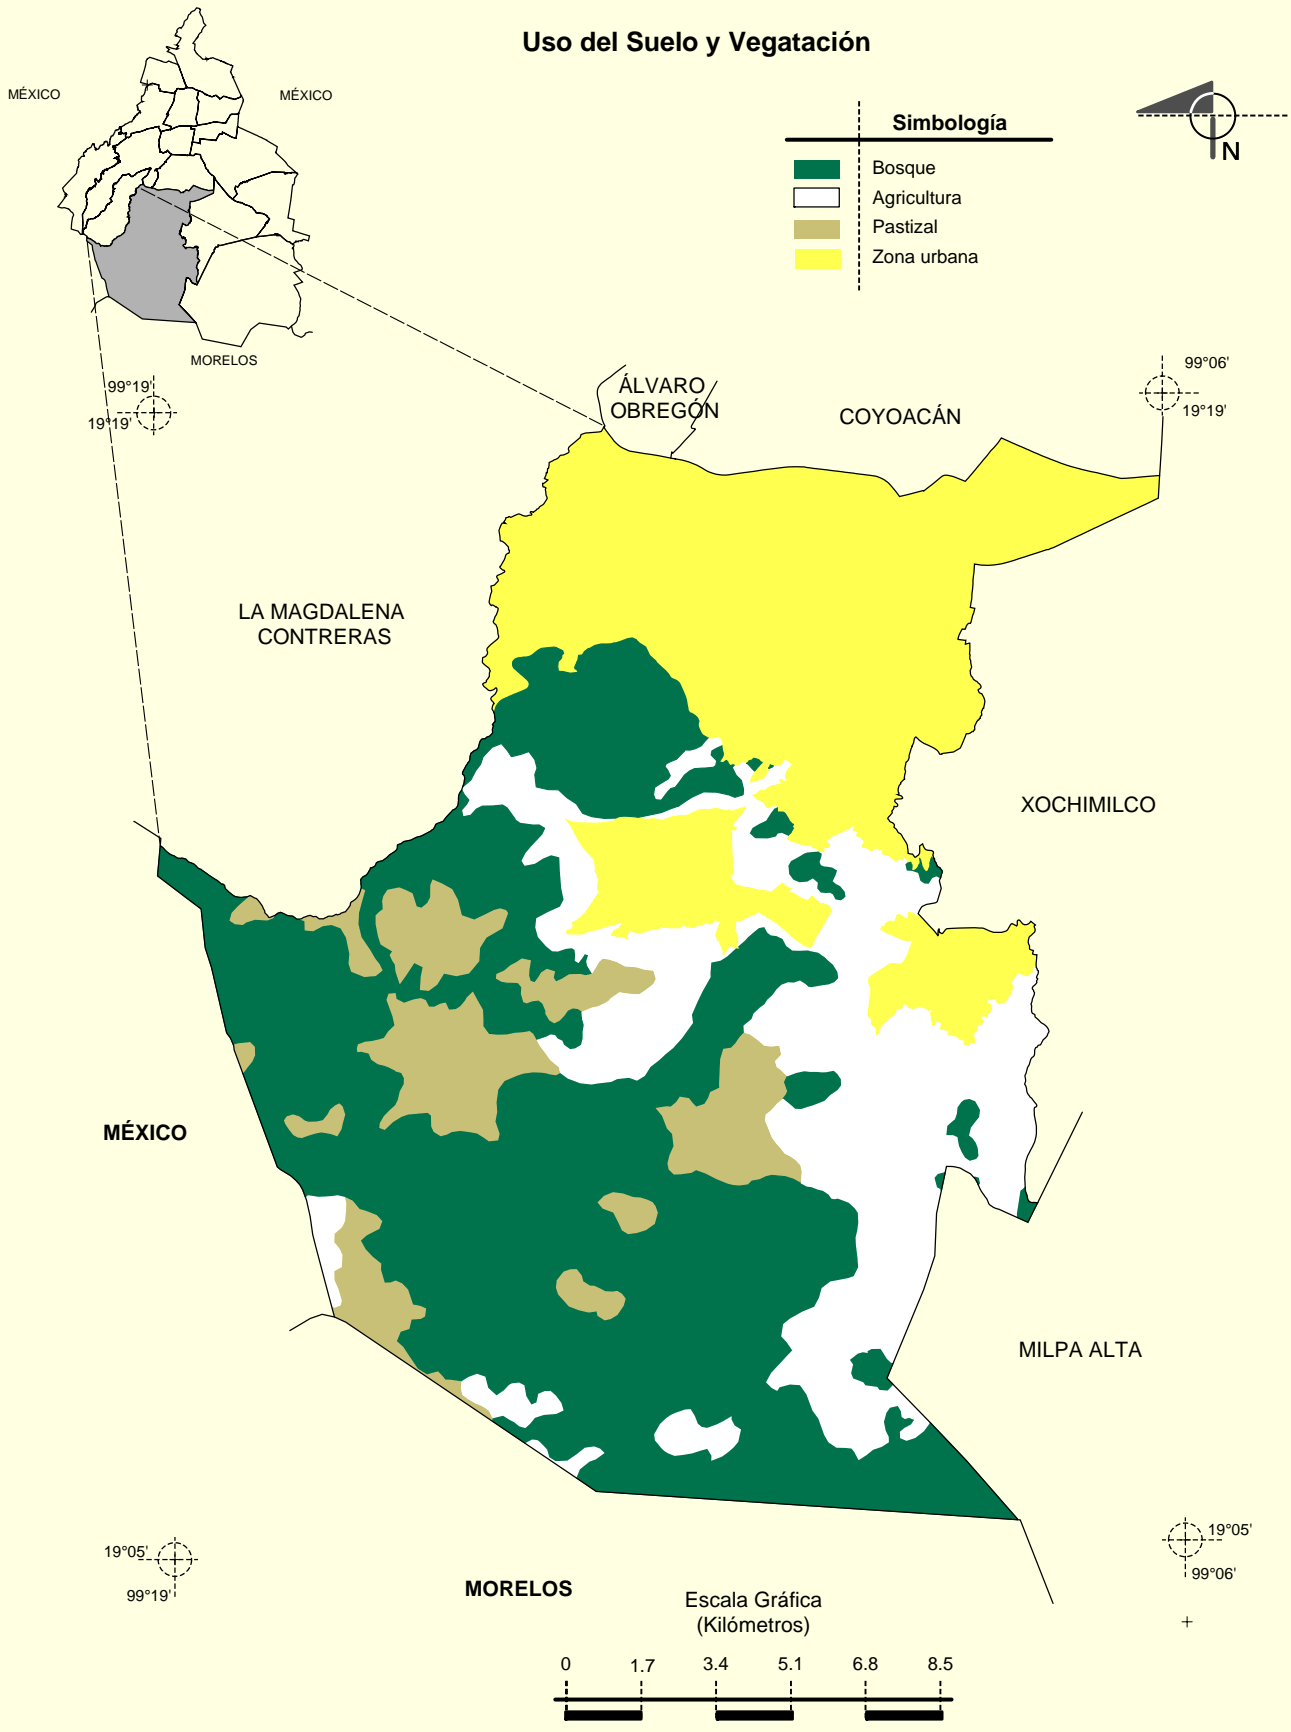 Uso del Suelo y Vegatación
MÉXICO
MÉXICO
MORELOS
Simbología
Bosque
Agricultura
Pastizal
Zona urbana
N
99°19'
19°19'
99°06'
19°19'
ÁLVARO
OBREGÓN
COYOACÁN
LA MAGDALENA
CONTRERAS
XOCHIMILCO
MÉXICO
MILPA ALTA
19°05'
99°19'
19°05'
99°06'
MORELOS
Escala Gráfica
(Kilómetros)
0 1.7 3.4 5.1 6.8 8.5